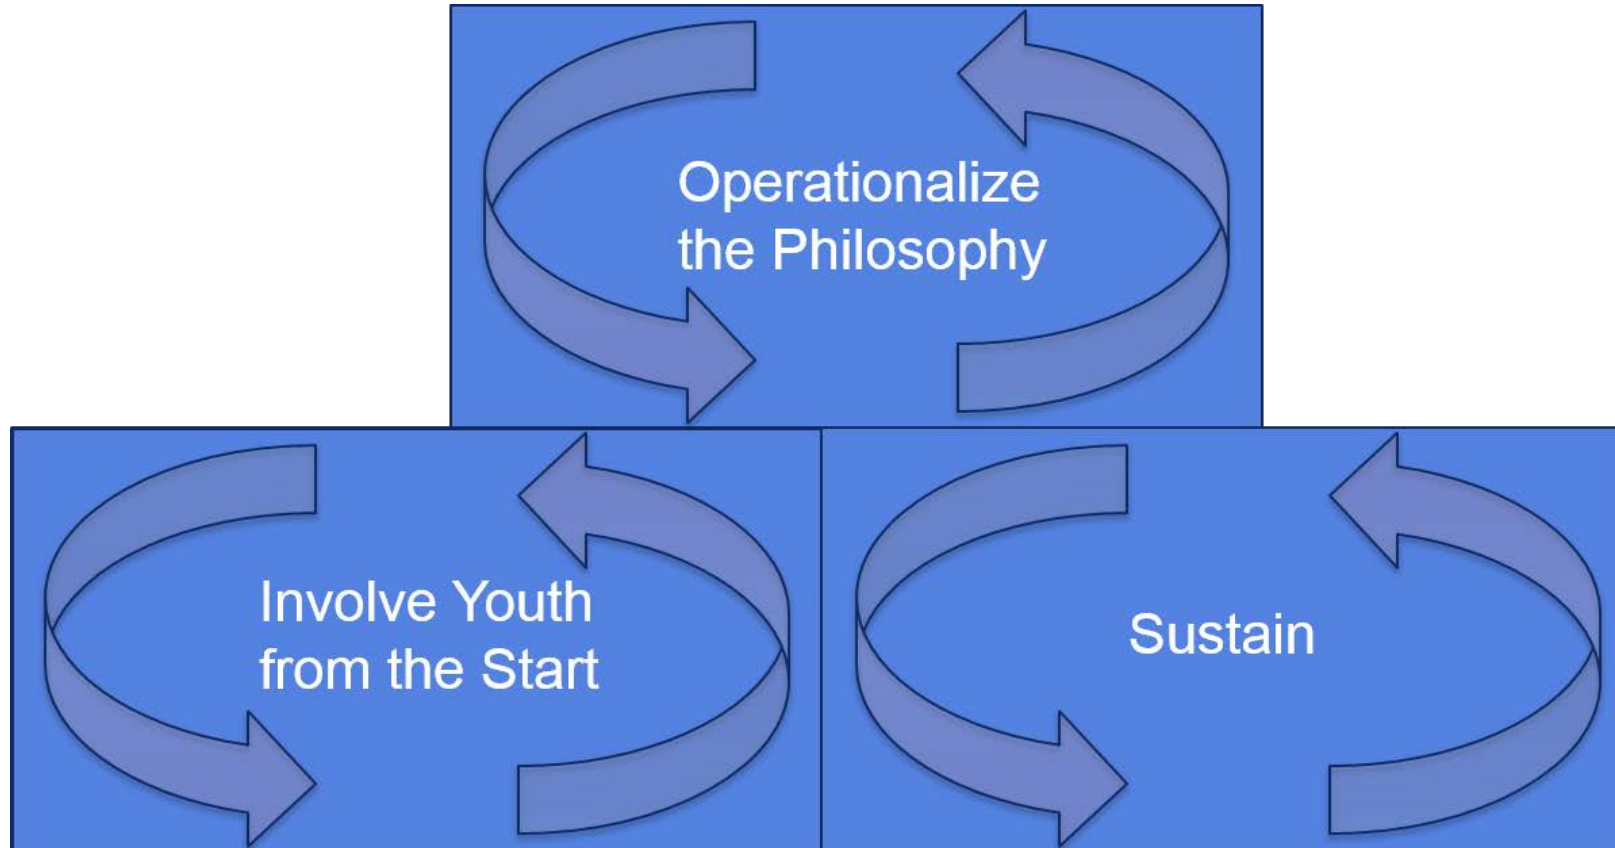 Operationalize
the Philosophy
Involve Youth
from the Start
Sustain